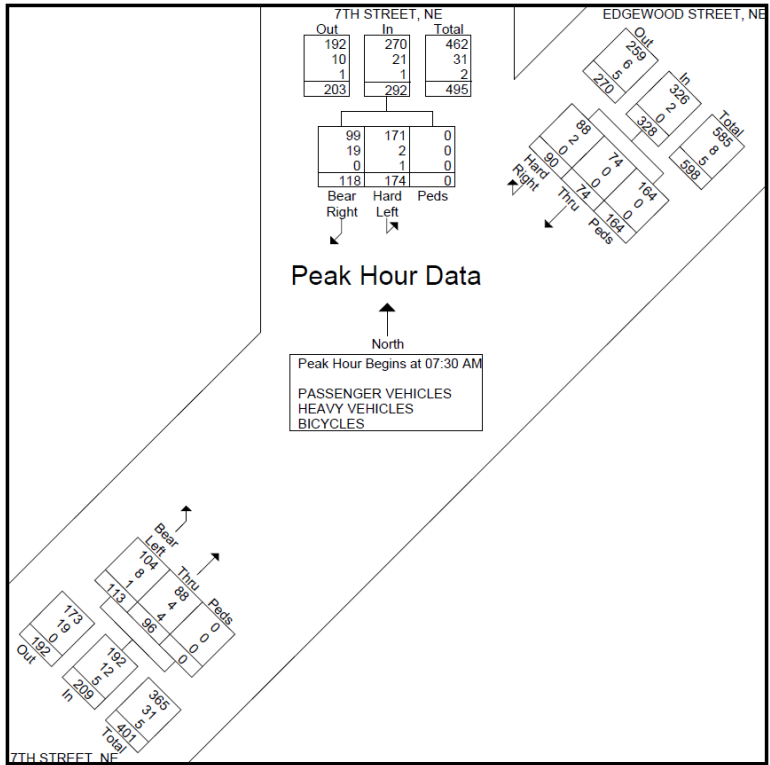 7TH STREET, NE
Out In Total
192 270 462
10 21 31
1 1 2
203 292 495
99 171 0
19 2 0
0 1 0
118 174 0
Bear Right Hard Left Peds
EDGEWOOD STREET, NE
Out In Total
259 326 585
6 2 8
5 0 5
270 328 598
88 74 164
2 0 0
0 0 0
90 74 164
Hard Right Thru Peds
Peak Hour Data
North
Peak Hour Begins at 07:30 AM
PASSENGER VEHICLES
HEAVY VEHICLES
BICYCLES
Bear Left Thru Peds
104 88 0
8 4 0
1 4 0
113 96 0
173 192 365
19 12 31
0 5 5
192 209 401
Out In Total
7TH STREET, NE